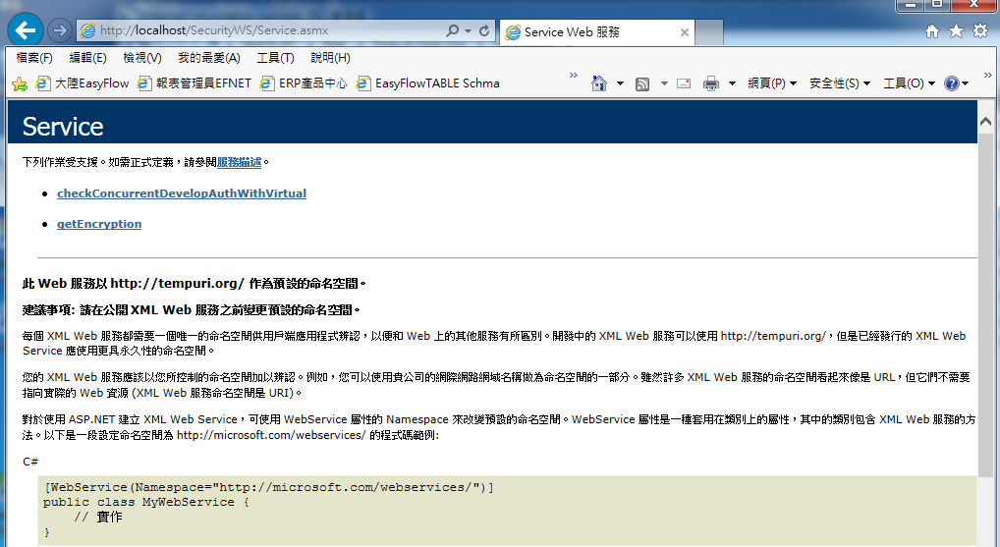 http://localhost/SecurityWS/Service.asmx
Service Web 服務
檔案(F) 編輯(E) 檢視(V) 我的最愛(A) 工具(T) 說明(H)
大陸EasyFlow 報表管理員EFNET ERP產品中心 EasyFlowTABLE Schma » 網頁(P) 安全性(S) 工具(O) »
Service
下列作業受支援。如需正式定義，請參閱服務描述。
• checkConcurrentDevelopAuthWithVirtual
• getEncryption
此 Web 服務以 http://tempuri.org/ 作為預設的命名空間。
建議事項: 請在公開 XML Web 服務之前變更預設的命名空間。
每個 XML Web 服務都需要一個唯一的命名空間供用戶端應用程式辨認，以便和 Web 上的其他服務有所區別。開發中的 XML Web 服務可以使用 http://tempuri.org/，但是已經發行的 XML Web
Service 應使用更具永久性的命名空間。
您的 XML Web 服務應該以您所控制的命名空間加以辨認。例如，您可以使用貴公司的網際網路網域名稱做為命名空間的一部分。雖然許多 XML Web 服務的命名空間看起來像是 URL，但它們不需要
指向實際的 Web 資源 (XML Web 服務命名空間是 URI)。
對於使用 ASP.NET 建立 XML Web Service，可使用 WebService 屬性的 Namespace 來改變預設的命名空間。WebService 屬性是一種套用在類別上的屬性，其中的類別包含 XML Web 服務的方
法。以下是一段設定命名空間為 http://microsoft.com/webservices/ 的程式碼範例:
C#
[WebService(Namespace="http://microsoft.com/webservices/")]
public class MyWebService {
// 實作
}